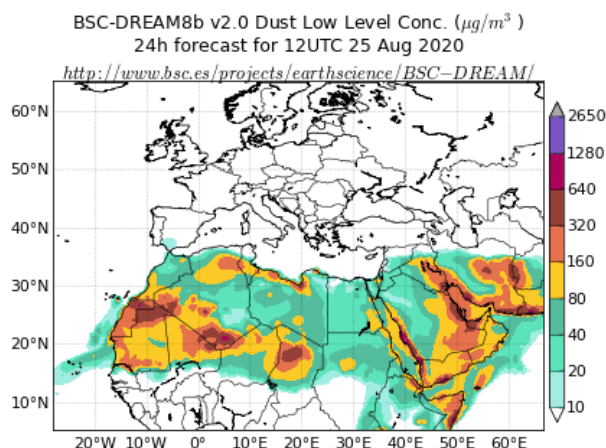 BSC-DREAM8b v2.0 Dust Low Level Conc. (μg/m³ )
24h forecast for 12UTC 25 Aug 2020
http://www.bsc.es/projects/earthscience/BSC−DREAM/
60°N
50°N
40°N
30°N
20°N
10°N
20°W 10°W 0° 10°E 20°E 30°E 40°E 50°E 60°E
2650
1280
640
320
160
80
40
20
10